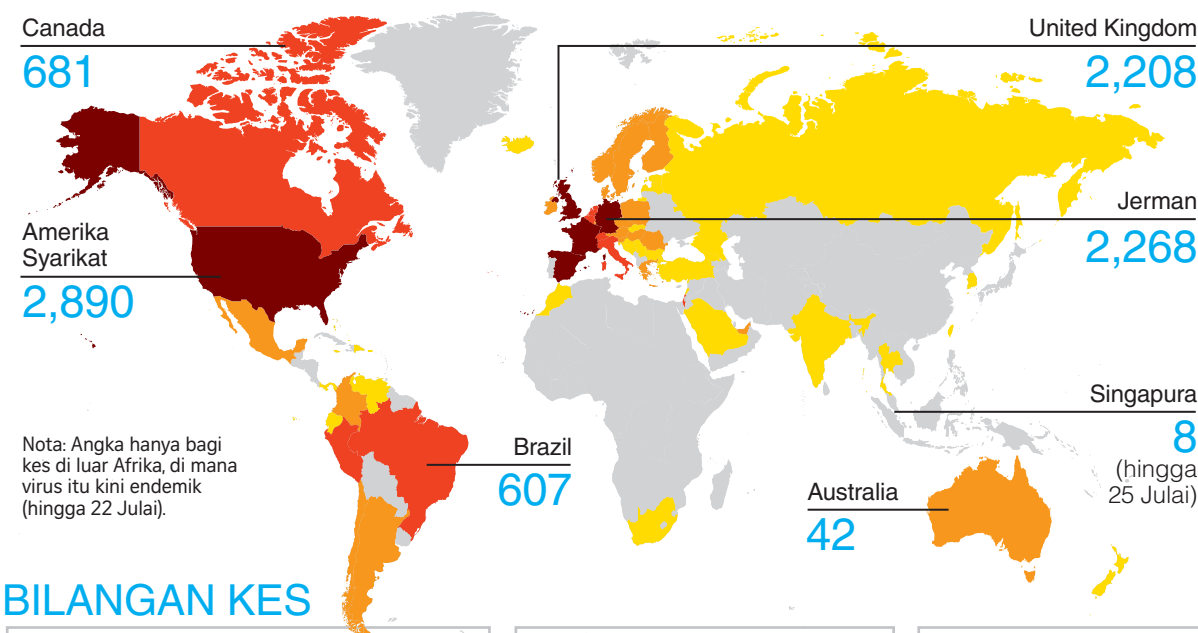 Canada
681
United Kingdom
2,208
Jerman
2,268
Amerika
Syarikat
2,890
Singapura
8
(hingga
25 Julai)
Brazil
607
Australia
42
Nota: Angka hanya bagi
kes di luar Afrika, di mana
virus itu kini endemik
(hingga 22 Julai).
BILANGAN KES